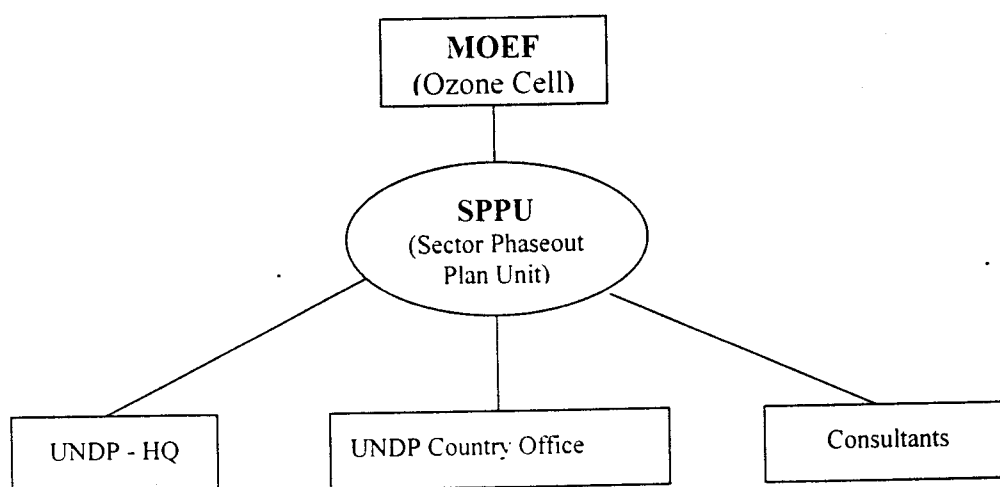 MOEF
(Ozone Cell)
SPPU
(Sector Phaseout
Plan Unit)
UNDP - HQ
UNDP Country Office
Consultants